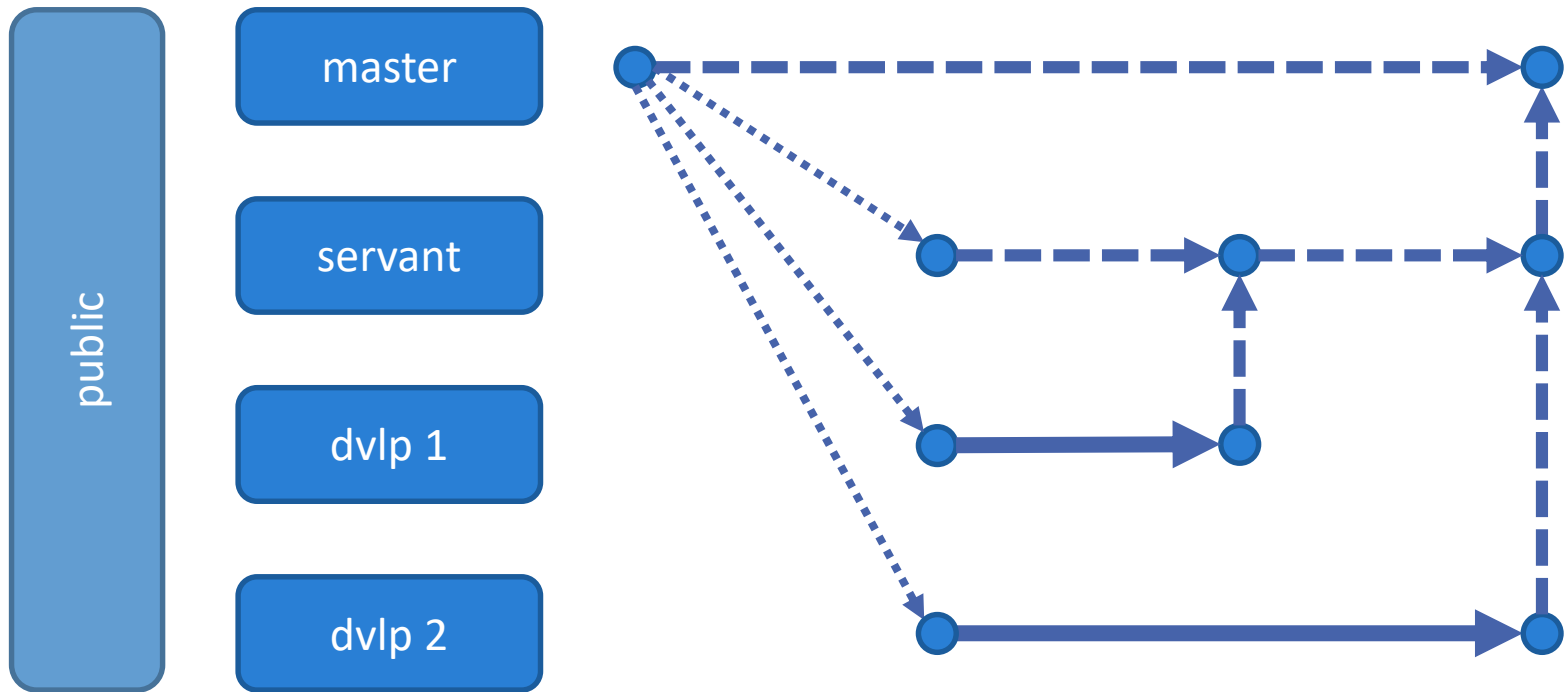 public
master
servant
dvlp 1
dvlp 2